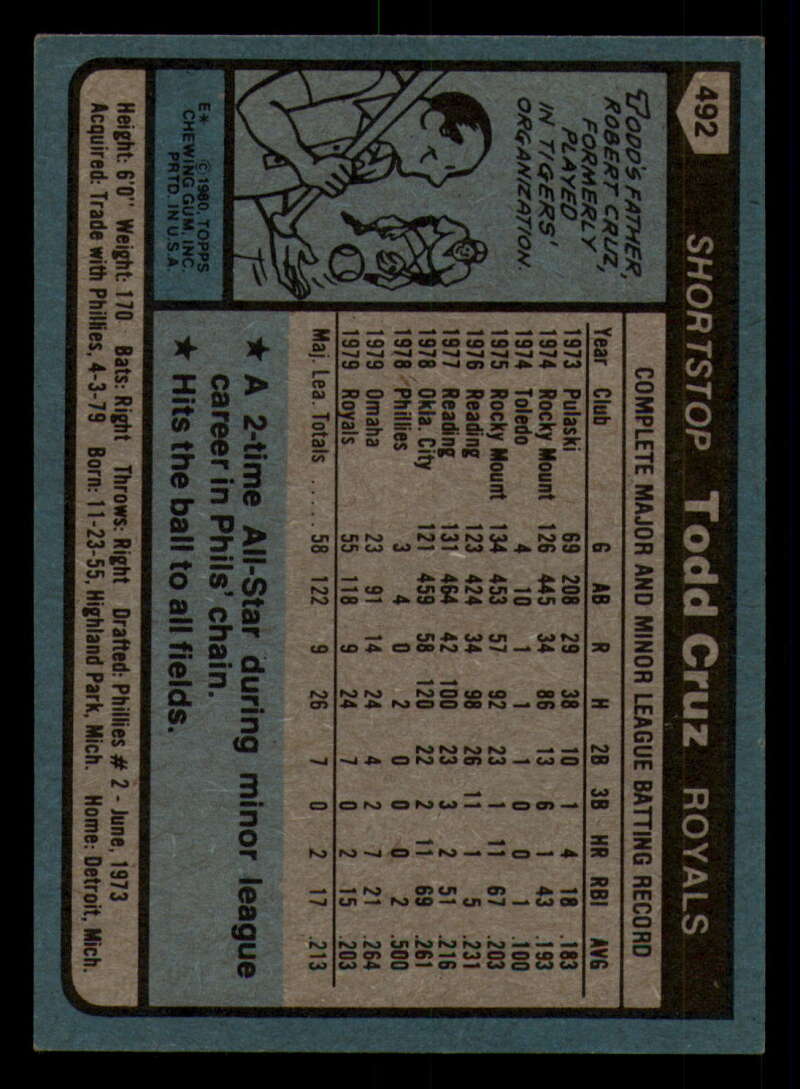 492 SHORTSTOP Todd Cruz ROYALS
TODD'S FATHER,
ROBERT CRUZ,
FORMERLY
PLAYED
IN TIGERS'
ORGANIZATION.
E* © 1980 TOPPS
CHEWING GUM, INC.
PRTD. IN U.S.A.
COMPLETE MAJOR AND MINOR LEAGUE BATTING RECORD
Year Club G AB R H 2B 3B HR RBI AVG
1973 Pulaski 69 208 29 38 10 1 4 18 .183
1974 Rocky Mount 126 445 34 86 13 6 1 43 .193
1974 Toledo 4 10 1 1 1 0 0 1 .100
1975 Rocky Mount 134 453 57 92 23 1 11 67 .203
1976 Reading 123 424 34 98 26 11 1 5 .231
1977 Reading 131 464 42 100 23 3 2 51 .216
1978 Okla. City 121 459 58 120 22 2 11 69 .261
1978 Phillies 3 4 0 2 0 0 0 2 .500
1979 Omaha 23 91 14 24 4 2 7 21 .264
1979 Royals 55 118 9 24 7 0 2 15 .203
Maj. Lea. Totals ..... 58 122 9 26 7 0 2 17 .213
★ A 2-time All-Star during minor league
career in Phils' chain.
★ Hits the ball to all fields.
Height: 6'0" Weight: 170 Bats: Right Throws: Right Drafted: Phillies # 2 - June, 1973
Acquired: Trade with Phillies, 4-3-79 Born: 11-23-55, Highland Park, Mich. Home: Detroit, Mich.